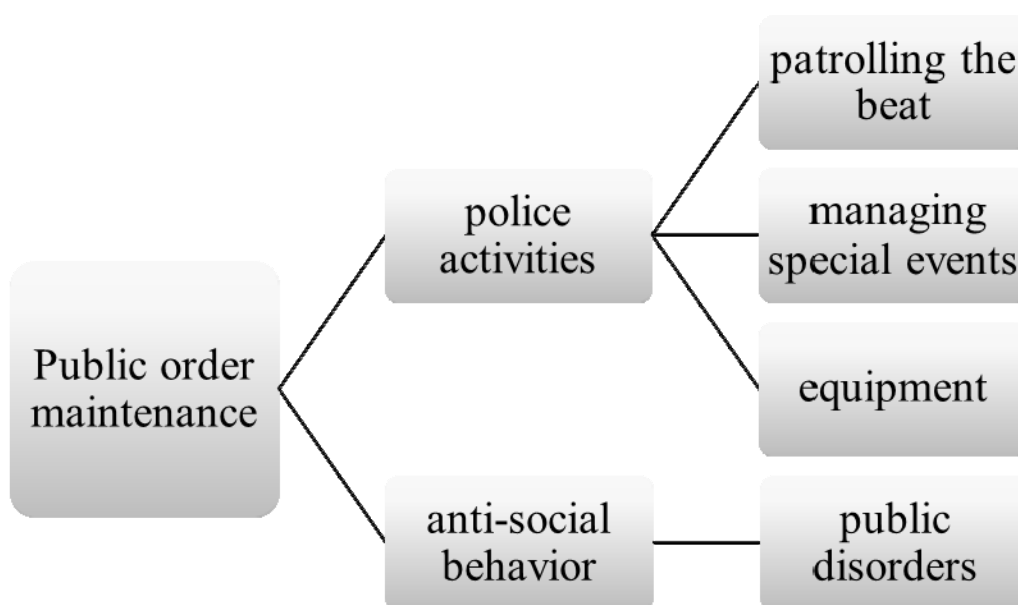 Public order
maintenance
police
activities
patrolling the
beat
managing
special events
equipment
anti-social
behavior
public
disorders